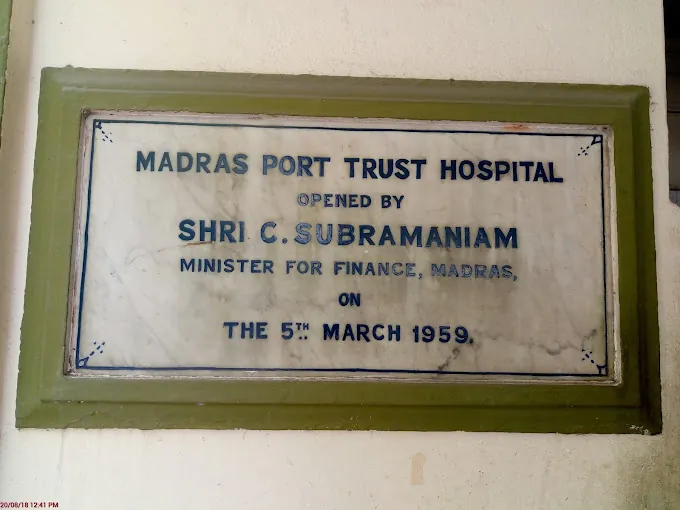 MADRAS PORT TRUST HOSPITAL
OPENED BY
SHRI C. SUBRAMANIAM
MINISTER FOR FINANCE, MADRAS,
ON
THE 5TH MARCH 1959.
20/08/18 12:41 PM